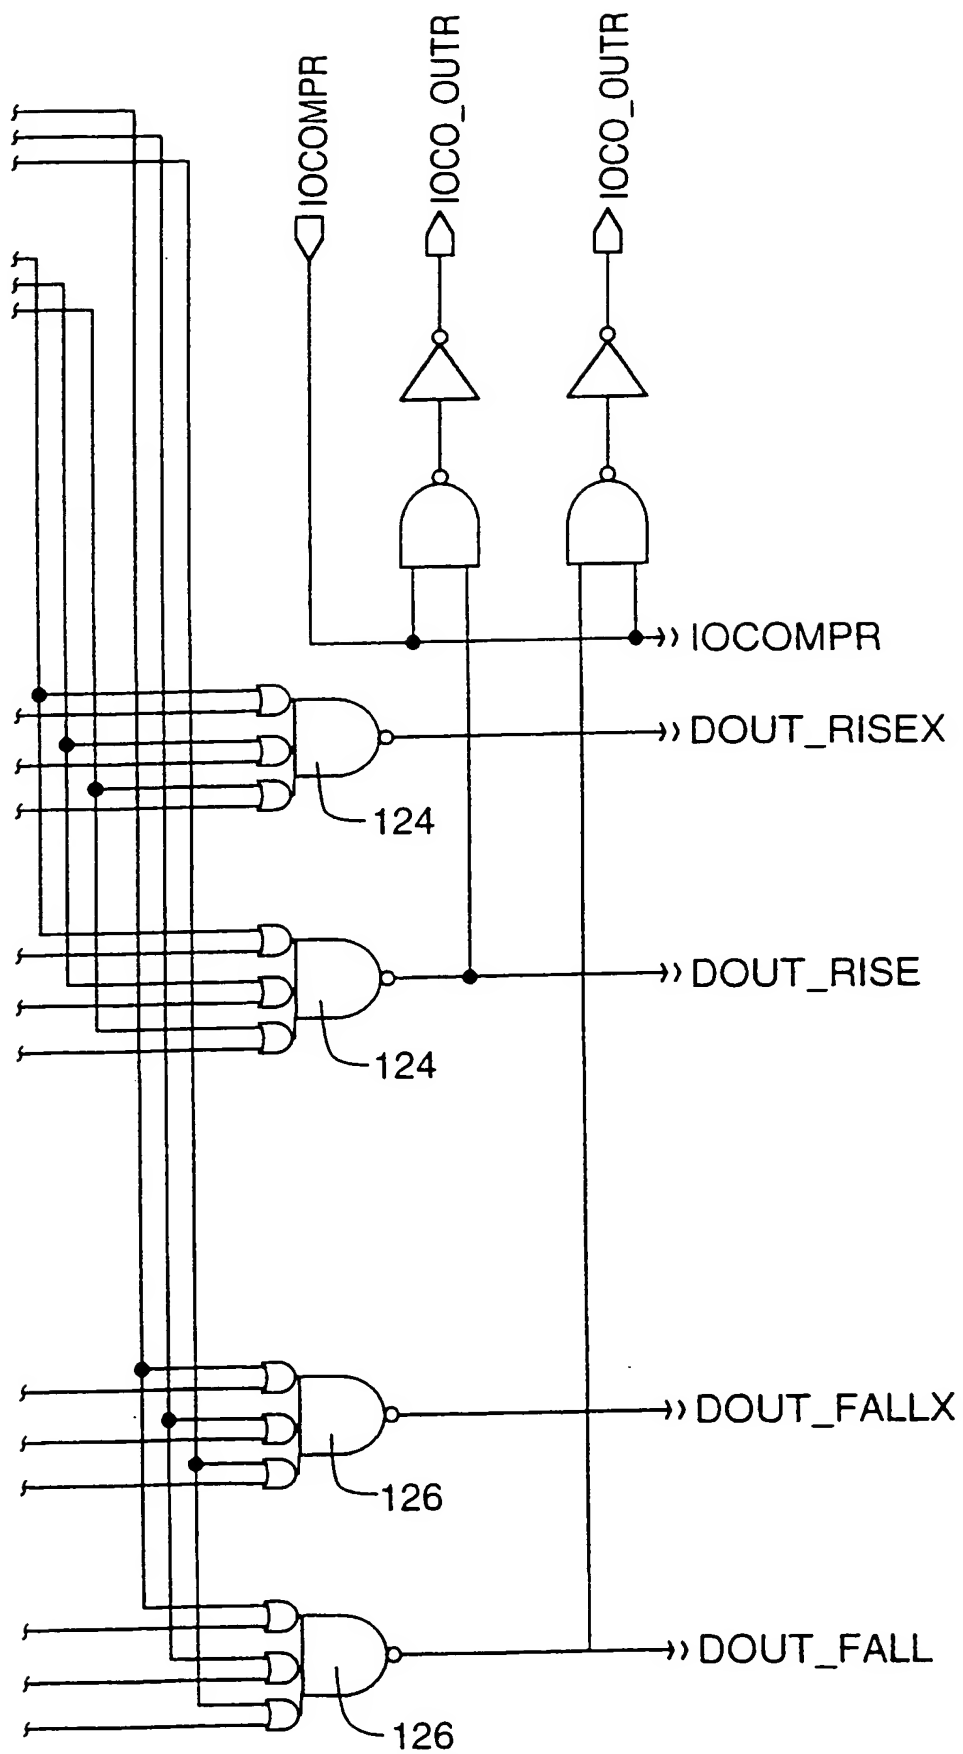 IOCOMPR
IOCO_OUTR
IOCO_OUTR
IOCOMPR
DOUT_RISEX
124
DOUT_RISE
124
DOUT_FALLX
126
DOUT_FALL
126